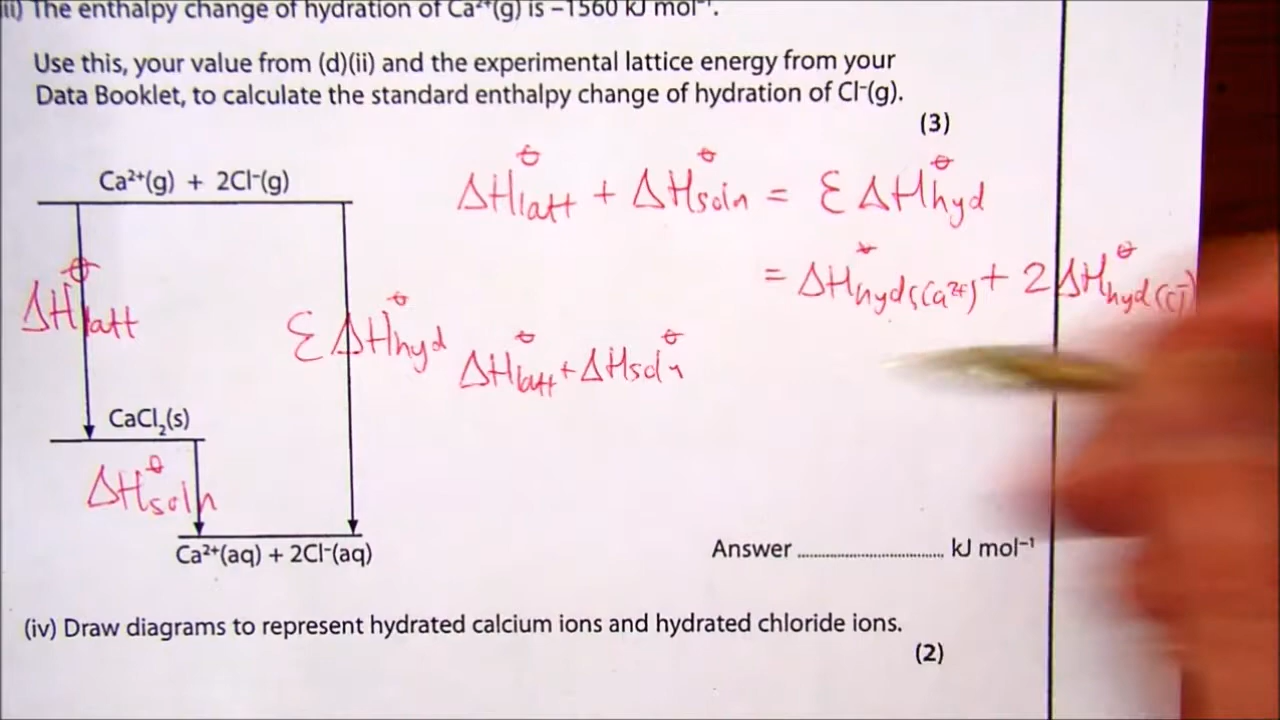 iii) The enthalpy change of hydration of Ca²⁺(g) is −1560 kJ mol⁻¹.
Use this, your value from (d)(ii) and the experimental lattice energy from your
Data Booklet, to calculate the standard enthalpy change of hydration of Cl⁻(g).
(3)
Ca²⁺(g) + 2Cl⁻(g)
ΔH⦵latt + ΔH⦵soln = ΣΔH⦵hyd
= ΔH⦵hyd(Ca²⁺) + 2ΔH⦵hyd(Cl⁻)
ΔH⦵latt
ΣΔH⦵hyd
ΔH⦵latt + ΔH⦵soln
CaCl₂(s)
ΔH⦵soln
Ca²⁺(aq) + 2Cl⁻(aq)
Answer .................................... kJ mol⁻¹
(iv) Draw diagrams to represent hydrated calcium ions and hydrated chloride ions.
(2)